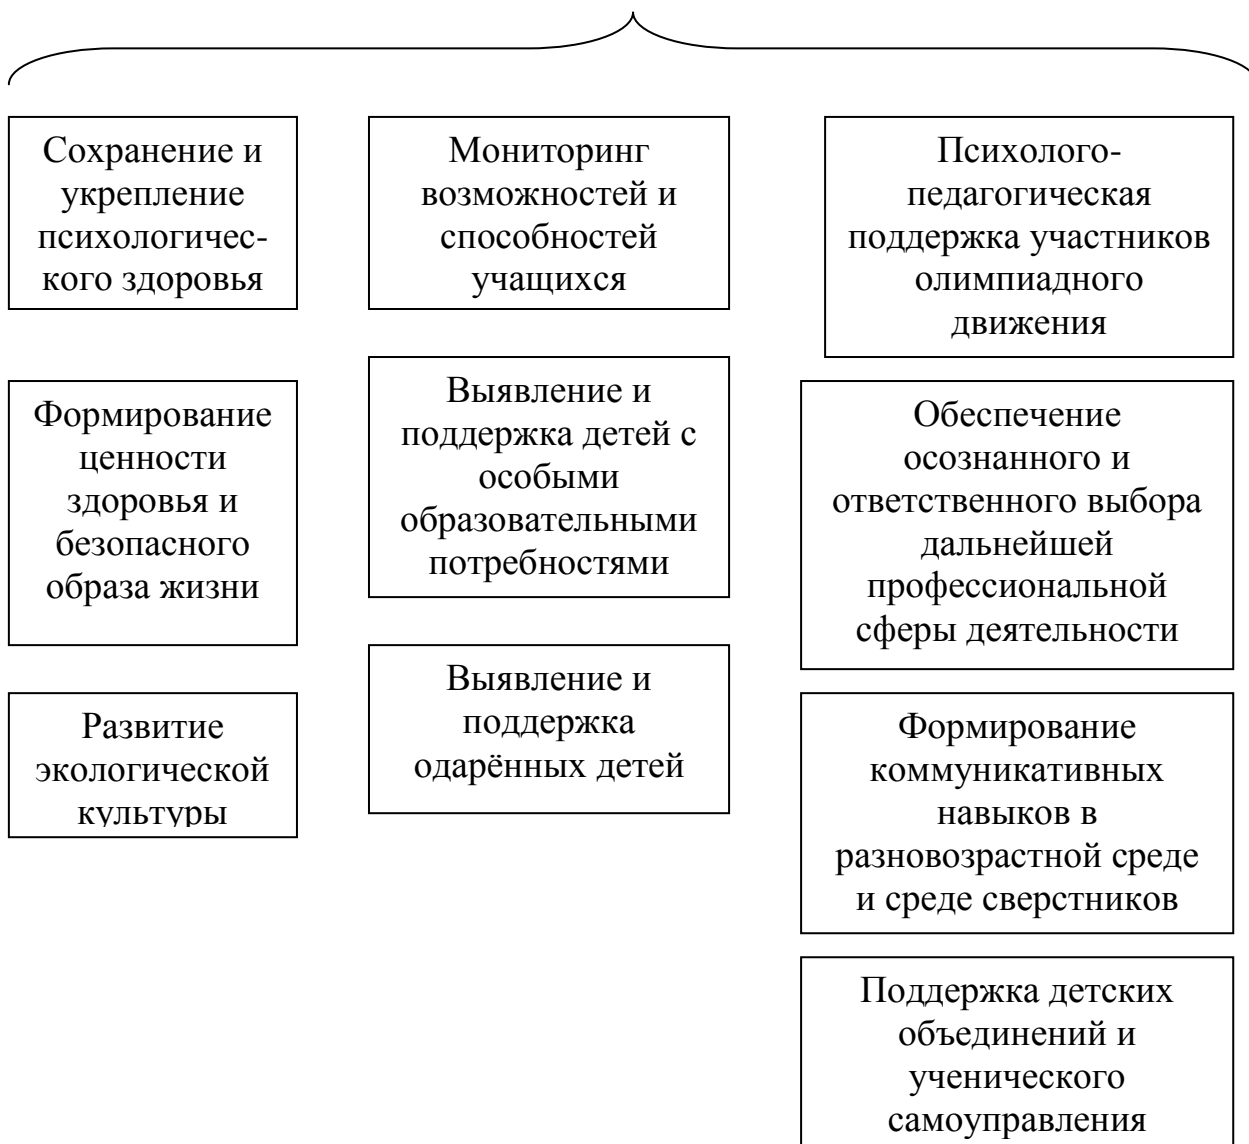 Сохранение и
укрепление
психологичес-
кого здоровья
Формирование
ценности
здоровья и
безопасного
образа жизни
Развитие
экологической
культуры
Мониторинг
возможностей и
способностей
учащихся
Выявление и
поддержка детей с
особыми
образовательными
потребностями
Выявление и
поддержка
одарённых детей
Психолого-
педагогическая
поддержка участников
олимпиадного
движения
Обеспечение
осознанного и
ответственного выбора
дальнейшей
профессиональной
сферы деятельности
Формирование
коммуникативных
навыков в
разновозрастной среде
и среде сверстников
Поддержка детских
объединений и
ученического
самоуправления